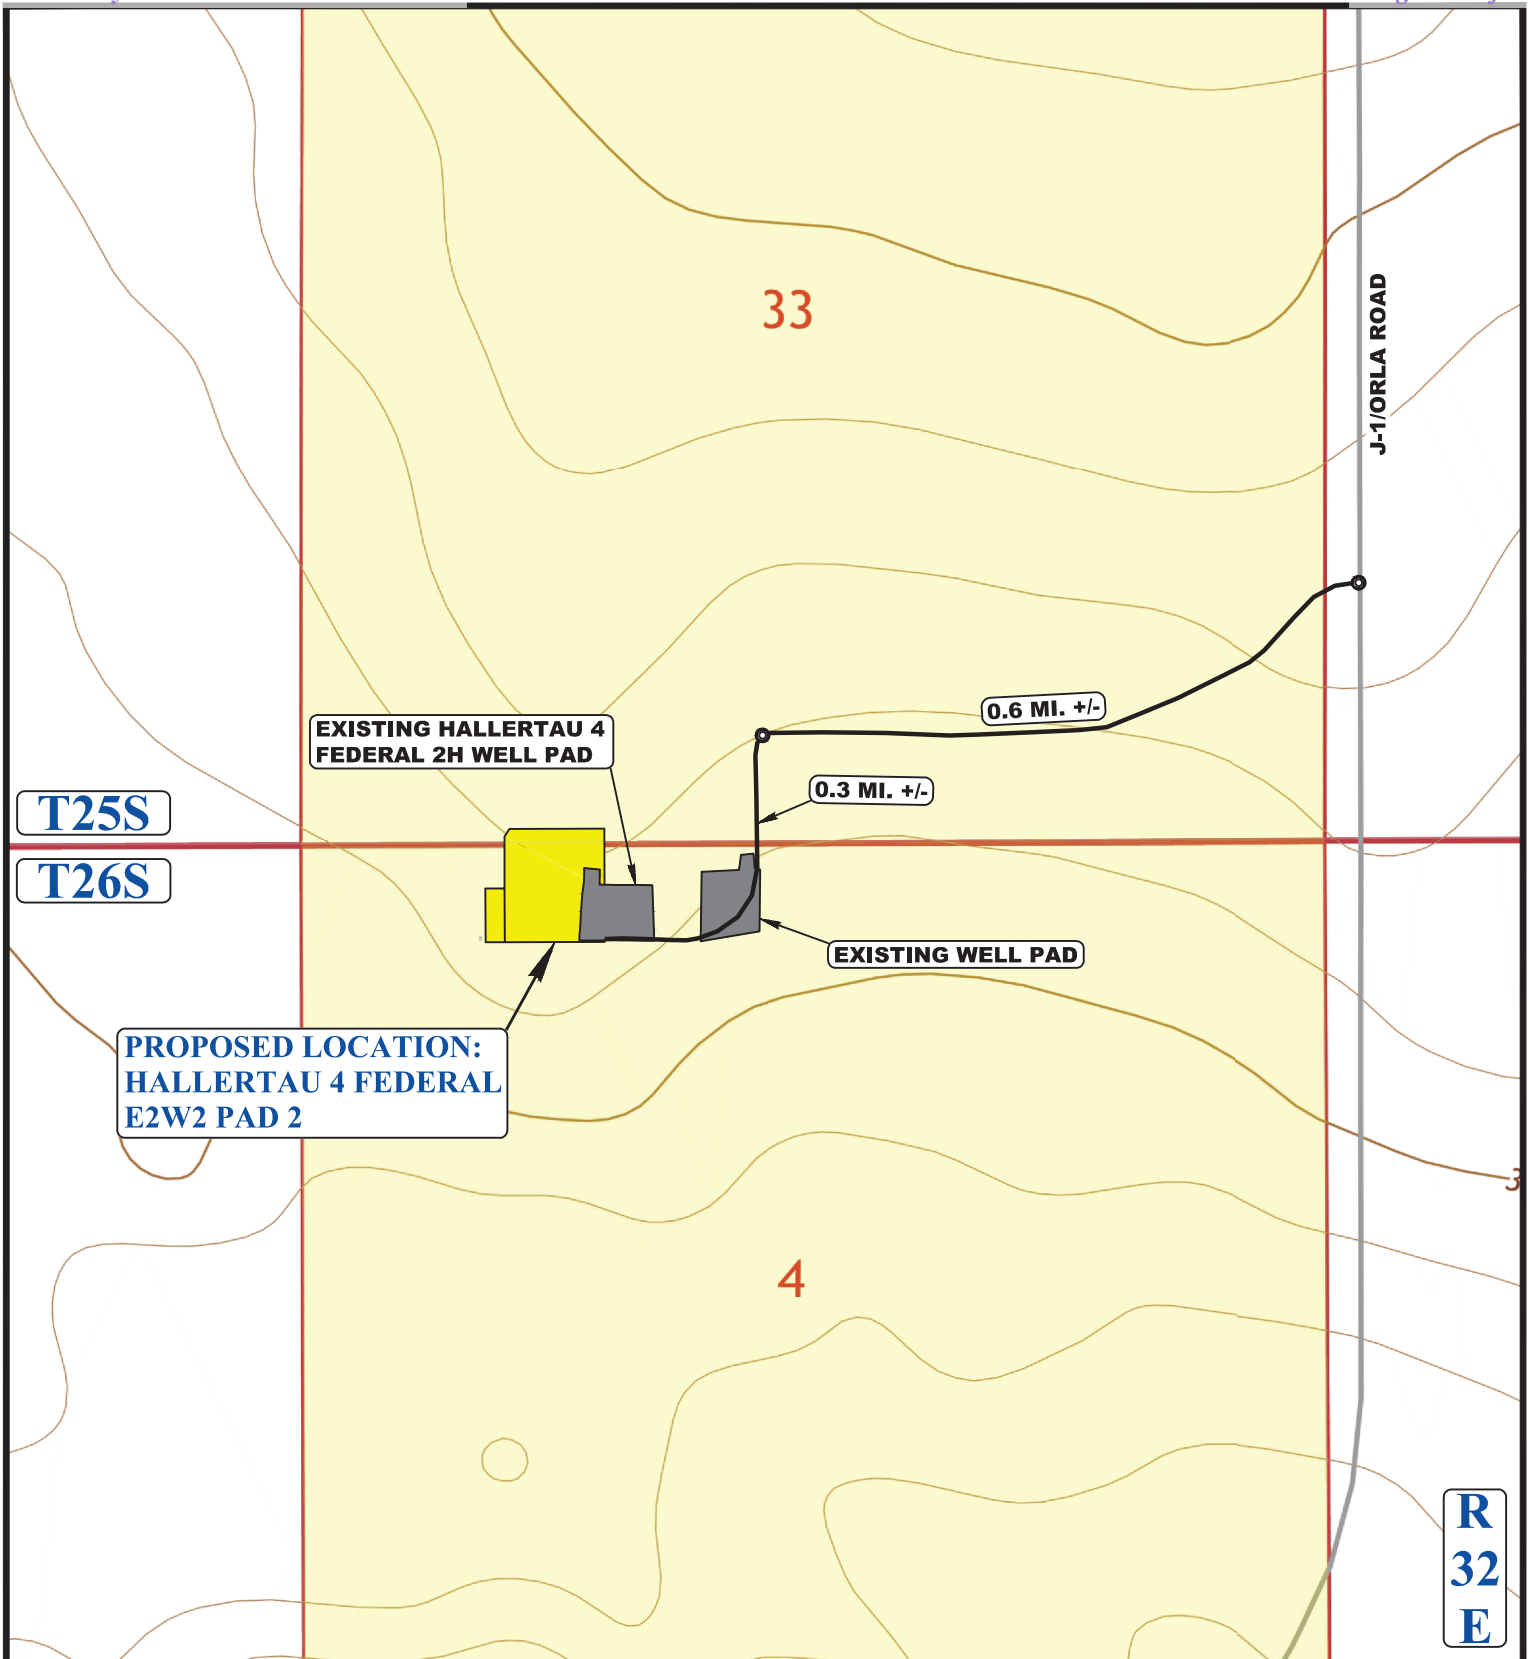 33
J-1/ORLA ROAD
0.6 MI. +/-
EXISTING HALLERTAU 4
FEDERAL 2H WELL PAD
0.3 MI. +/-
T25S
T26S
EXISTING WELL PAD
PROPOSED LOCATION:
HALLERTAU 4 FEDERAL
E2W2 PAD 2
4
R
32
E